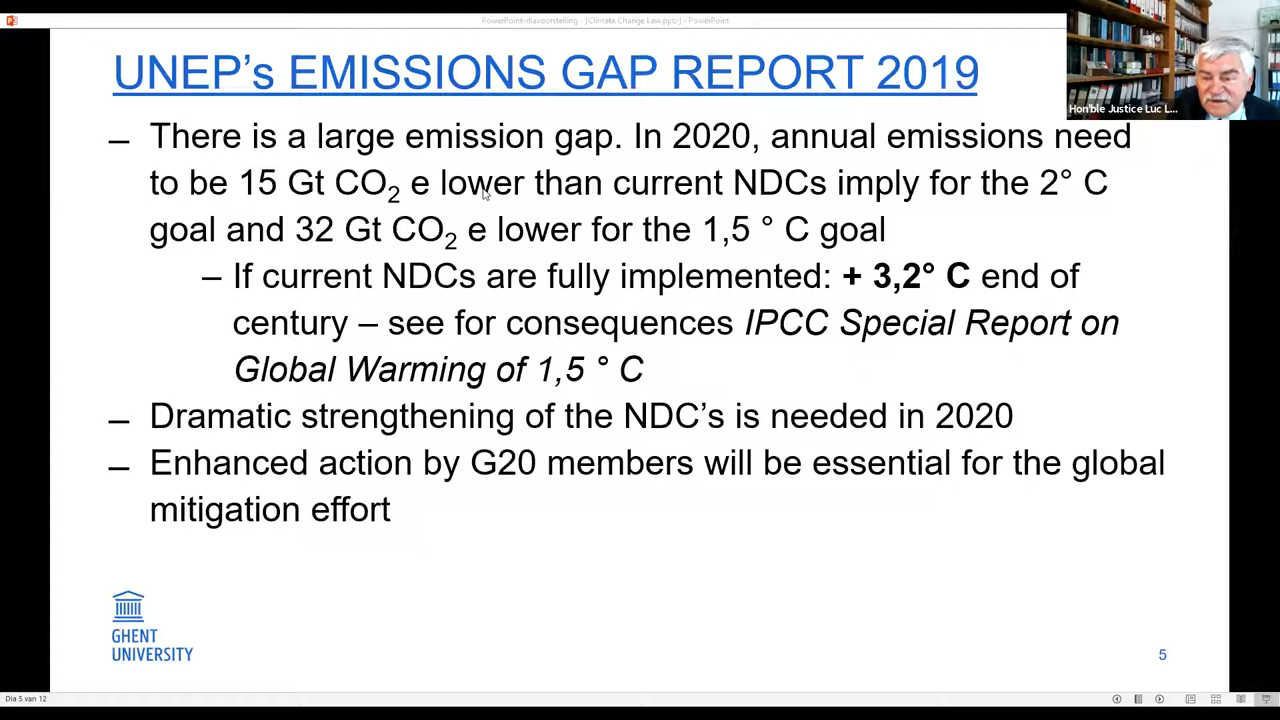 PowerPoint-diavoorstelling - [Climate Change Law.pptx] - PowerPoint
UNEP's EMISSIONS GAP REPORT 2019
Hon'ble Justice Luc L...
– There is a large emission gap. In 2020, annual emissions need
to be 15 Gt CO₂ e lower than current NDCs imply for the 2° C
goal and 32 Gt CO₂ e lower for the 1,5 ° C goal
– If current NDCs are fully implemented: + 3,2° C end of
century – see for consequences IPCC Special Report on
Global Warming of 1,5 ° C
– Dramatic strengthening of the NDC's is needed in 2020
– Enhanced action by G20 members will be essential for the global
mitigation effort
GHENT
UNIVERSITY
5
Dia 5 van 12